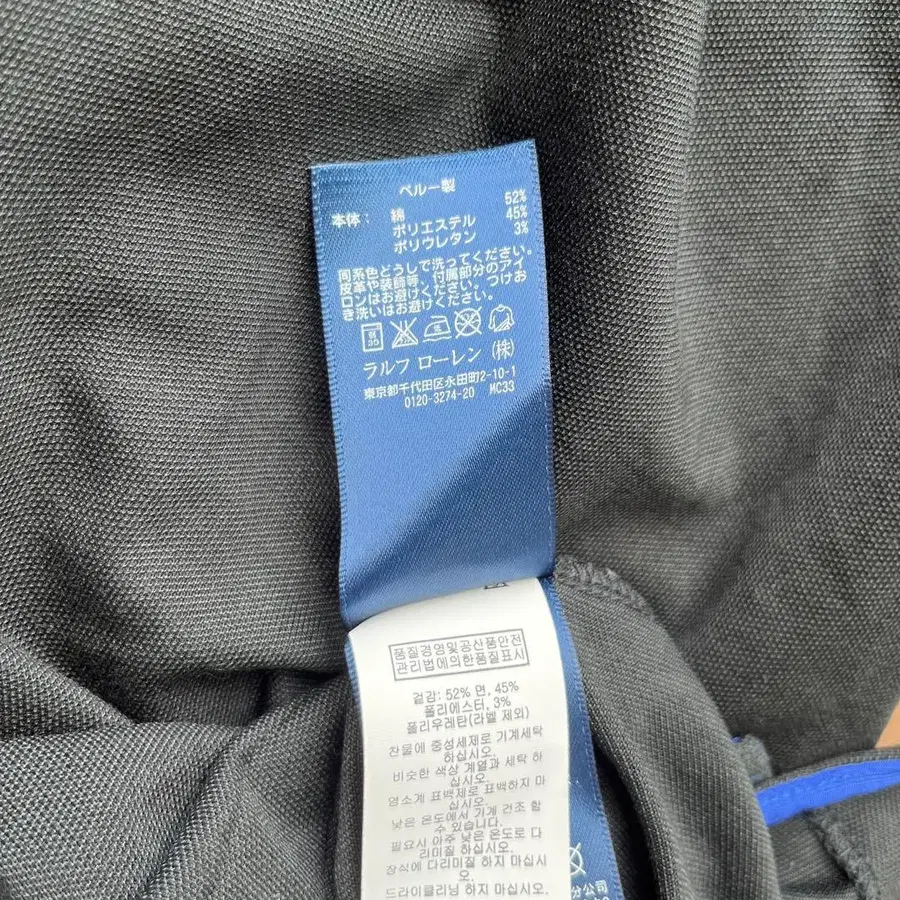 ペルー製
本体： 綿 52%
ポリエステル 45%
ポリウレタン 3%
同系色どうしで洗ってください。
皮革や装飾等、付属部分のアイ
ロンはお避けください。つけお
き洗いはお避けください。
ラルフ ローレン (株)
東京都千代田区永田町2-10-1
0120-3274-20 MC33
품질경영및공산품안전
관리법에의한품질표시
겉감: 52% 면, 45%
폴리에스터, 3%
폴리우레탄(라벨 제외)
찬물에 중성세제로 기계세탁
하십시오.
비슷한 색상 계열과 세탁 하
십시오.
염소계 표백제로 표백하지 마
십시오.
낮은 온도에서 기계 건조 할
수 있습니다.
필요시 아주 낮은 온도로 다
리미질 하십시오.
장식에 다리미질 하지 마십시
오.
드라이클리닝 하지 마십시오.
分公司